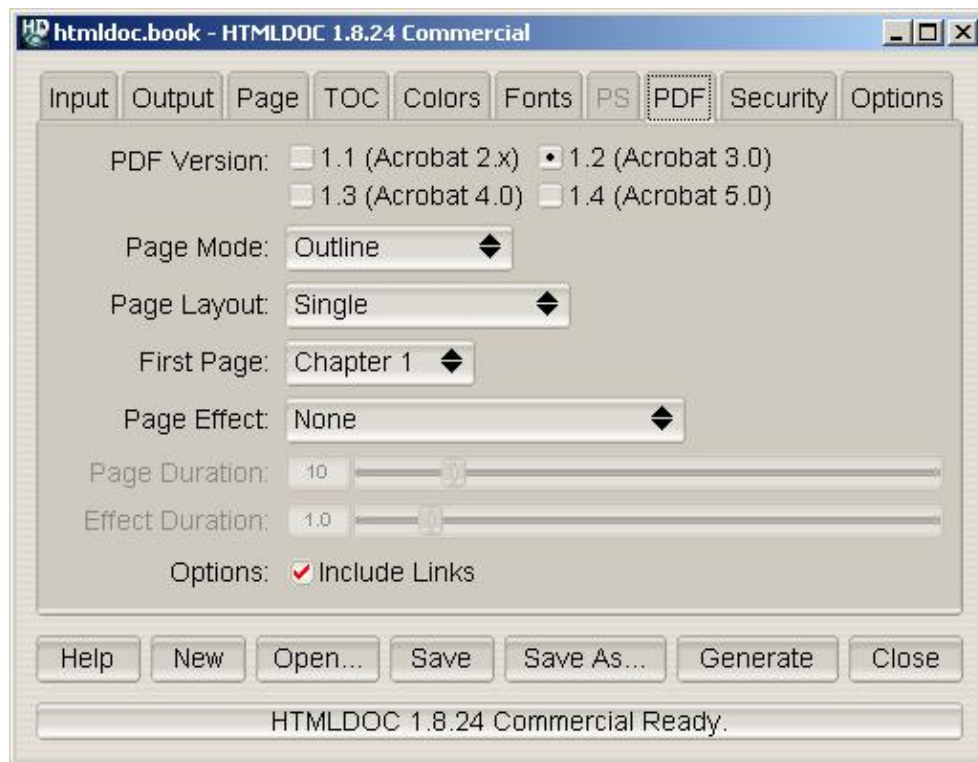 HD htmldoc.book - HTMLDOC 1.8.24 Commercial
Input Output Page TOC Colors Fonts PS PDF Security Options
PDF Version: 1.1 (Acrobat 2.x) 1.2 (Acrobat 3.0)
1.3 (Acrobat 4.0) 1.4 (Acrobat 5.0)
Page Mode: Outline
Page Layout: Single
First Page: Chapter 1
Page Effect: None
Page Duration: 10
Effect Duration: 1.0
Options: Include Links
Help New Open... Save Save As... Generate Close
HTMLDOC 1.8.24 Commercial Ready.